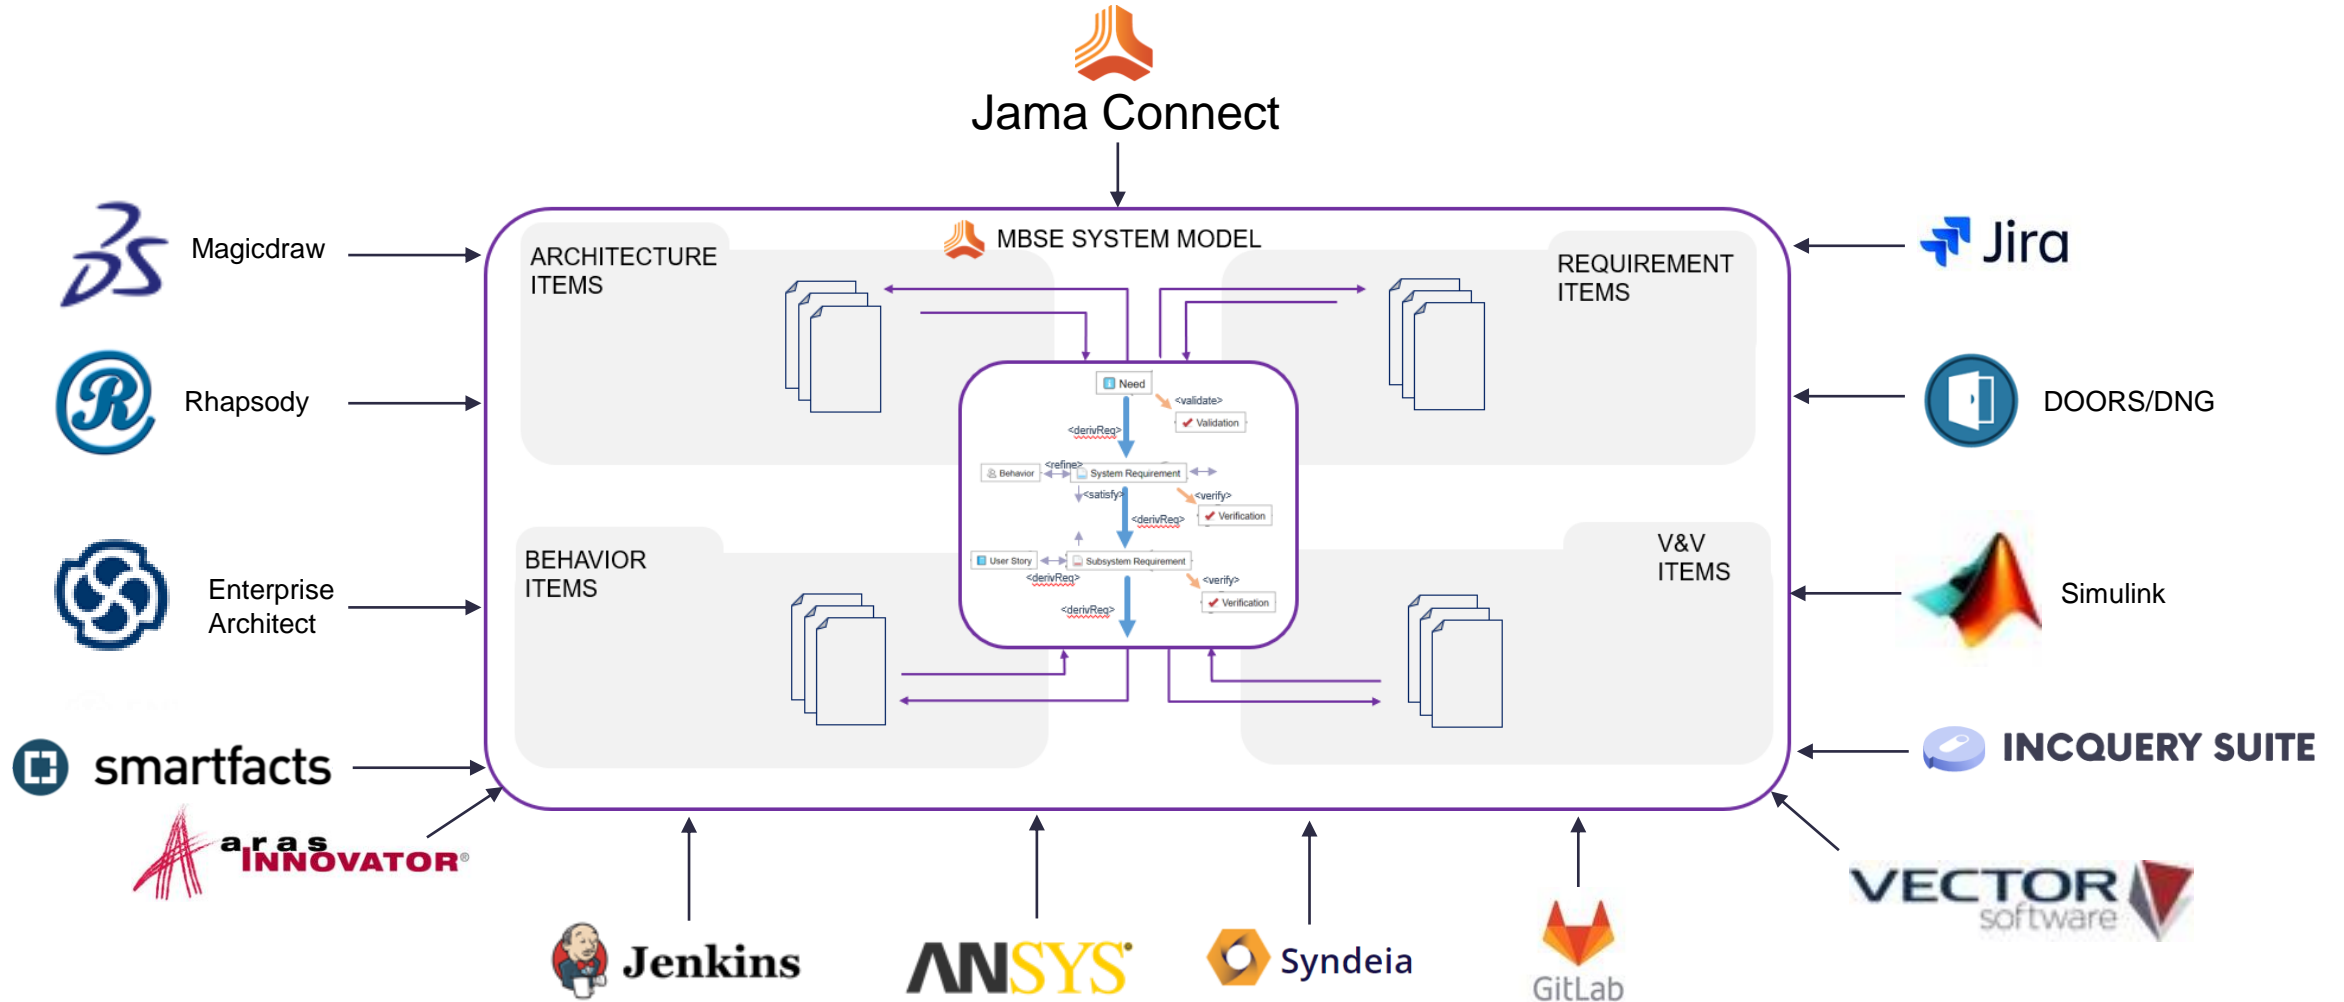 Jama Connect
MBSE SYSTEM MODEL
ARCHITECTURE
ITEMS
REQUIREMENT
ITEMS
BEHAVIOR
ITEMS
V&V
ITEMS
Need
<validate>
Validation
<derivReq>
Behavior
<refine>
System Requirement
<satisfy>
<verify>
Verification
<derivReq>
User Story
Subsystem Requirement
<derivReq>
<verify>
Verification
<derivReq>
DS
Magicdraw
R
Rhapsody
Enterprise
Architect
smartfacts
aras
INNOVATOR®
Jira
DOORS/DNG
Simulink
INCQUERY SUITE
VECTOR
software
Jenkins
ANSYS
Syndeia
GitLab